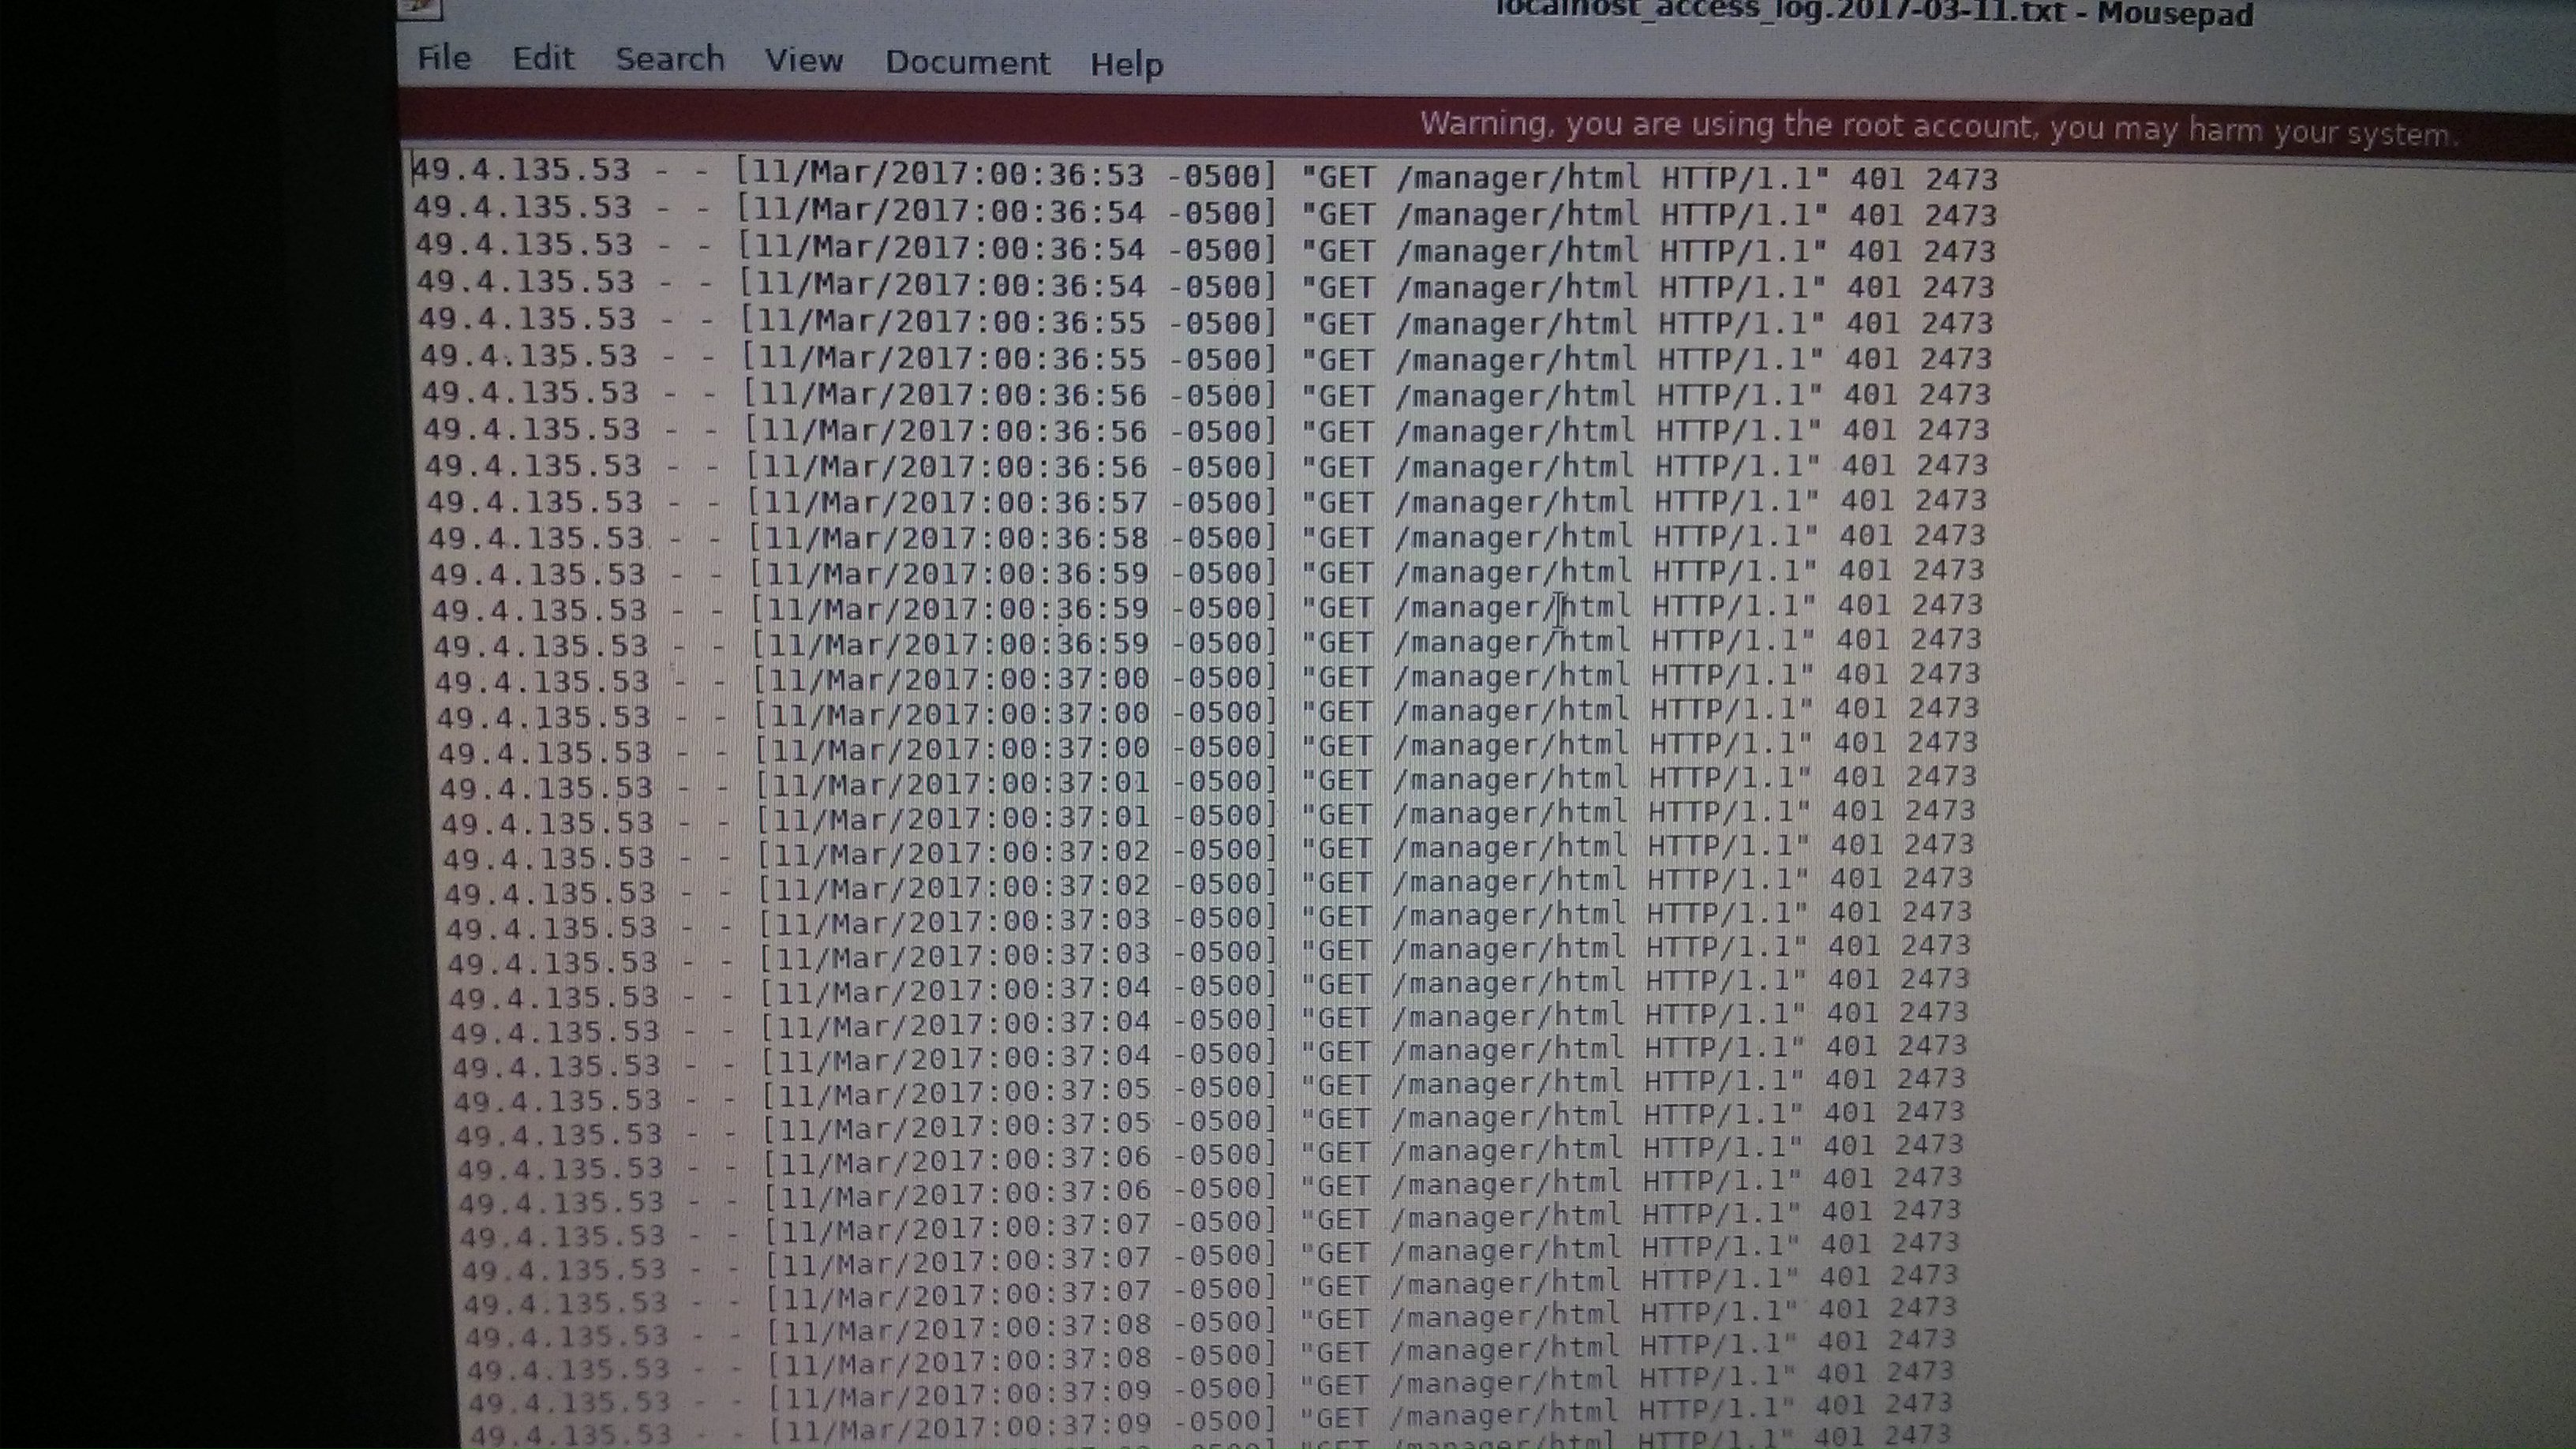 localhost_access_log.2017-03-11.txt - Mousepad
File Edit Search View Document Help
Warning, you are using the root account, you may harm your system.
49.4.135.53 - - [11/Mar/2017:00:36:53 -0500] "GET /manager/html HTTP/1.1" 401 2473
49.4.135.53 - - [11/Mar/2017:00:36:54 -0500] "GET /manager/html HTTP/1.1" 401 2473
49.4.135.53 - - [11/Mar/2017:00:36:54 -0500] "GET /manager/html HTTP/1.1" 401 2473
49.4.135.53 - - [11/Mar/2017:00:36:54 -0500] "GET /manager/html HTTP/1.1" 401 2473
49.4.135.53 - - [11/Mar/2017:00:36:55 -0500] "GET /manager/html HTTP/1.1" 401 2473
49.4.135.53 - - [11/Mar/2017:00:36:55 -0500] "GET /manager/html HTTP/1.1" 401 2473
49.4.135.53 - - [11/Mar/2017:00:36:56 -0500] "GET /manager/html HTTP/1.1" 401 2473
49.4.135.53 - - [11/Mar/2017:00:36:56 -0500] "GET /manager/html HTTP/1.1" 401 2473
49.4.135.53 - - [11/Mar/2017:00:36:56 -0500] "GET /manager/html HTTP/1.1" 401 2473
49.4.135.53 - - [11/Mar/2017:00:36:57 -0500] "GET /manager/html HTTP/1.1" 401 2473
49.4.135.53 - - [11/Mar/2017:00:36:58 -0500] "GET /manager/html HTTP/1.1" 401 2473
49.4.135.53 - - [11/Mar/2017:00:36:59 -0500] "GET /manager/html HTTP/1.1" 401 2473
49.4.135.53 - - [11/Mar/2017:00:36:59 -0500] "GET /manager/html HTTP/1.1" 401 2473
49.4.135.53 - - [11/Mar/2017:00:36:59 -0500] "GET /manager/html HTTP/1.1" 401 2473
49.4.135.53 - - [11/Mar/2017:00:37:00 -0500] "GET /manager/html HTTP/1.1" 401 2473
49.4.135.53 - - [11/Mar/2017:00:37:00 -0500] "GET /manager/html HTTP/1.1" 401 2473
49.4.135.53 - - [11/Mar/2017:00:37:00 -0500] "GET /manager/html HTTP/1.1" 401 2473
49.4.135.53 - - [11/Mar/2017:00:37:01 -0500] "GET /manager/html HTTP/1.1" 401 2473
49.4.135.53 - - [11/Mar/2017:00:37:01 -0500] "GET /manager/html HTTP/1.1" 401 2473
49.4.135.53 - - [11/Mar/2017:00:37:02 -0500] "GET /manager/html HTTP/1.1" 401 2473
49.4.135.53 - - [11/Mar/2017:00:37:02 -0500] "GET /manager/html HTTP/1.1" 401 2473
49.4.135.53 - - [11/Mar/2017:00:37:03 -0500] "GET /manager/html HTTP/1.1" 401 2473
49.4.135.53 - - [11/Mar/2017:00:37:03 -0500] "GET /manager/html HTTP/1.1" 401 2473
49.4.135.53 - - [11/Mar/2017:00:37:04 -0500] "GET /manager/html HTTP/1.1" 401 2473
49.4.135.53 - - [11/Mar/2017:00:37:04 -0500] "GET /manager/html HTTP/1.1" 401 2473
49.4.135.53 - - [11/Mar/2017:00:37:04 -0500] "GET /manager/html HTTP/1.1" 401 2473
49.4.135.53 - - [11/Mar/2017:00:37:05 -0500] "GET /manager/html HTTP/1.1" 401 2473
49.4.135.53 - - [11/Mar/2017:00:37:05 -0500] "GET /manager/html HTTP/1.1" 401 2473
49.4.135.53 - - [11/Mar/2017:00:37:06 -0500] "GET /manager/html HTTP/1.1" 401 2473
49.4.135.53 - - [11/Mar/2017:00:37:06 -0500] "GET /manager/html HTTP/1.1" 401 2473
49.4.135.53 - - [11/Mar/2017:00:37:07 -0500] "GET /manager/html HTTP/1.1" 401 2473
49.4.135.53 - - [11/Mar/2017:00:37:07 -0500] "GET /manager/html HTTP/1.1" 401 2473
49.4.135.53 - - [11/Mar/2017:00:37:07 -0500] "GET /manager/html HTTP/1.1" 401 2473
49.4.135.53 - - [11/Mar/2017:00:37:08 -0500] "GET /manager/html HTTP/1.1" 401 2473
49.4.135.53 - - [11/Mar/2017:00:37:08 -0500] "GET /manager/html HTTP/1.1" 401 2473
49.4.135.53 - - [11/Mar/2017:00:37:09 -0500] "GET /manager/html HTTP/1.1" 401 2473
49.4.135.53 - - [11/Mar/2017:00:37:09 -0500] "GET /manager/html HTTP/1.1" 401 2473